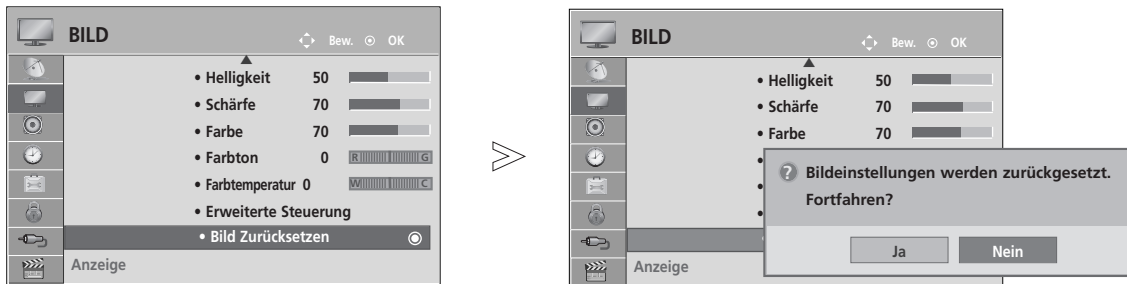 BILD
Bew. OK
• Helligkeit 50
• Schärfe 70
• Farbe 70
• Farbton 0 R G
• Farbtemperatur 0 W C
• Erweiterte Steuerung
• Bild Zurücksetzen
Anzeige
BILD
Bew. OK
• Helligkeit 50
• Schärfe 70
• Farbe 70
? Bildeinstellungen werden zurückgesetzt.
Fortfahren?
Ja Nein
Anzeige